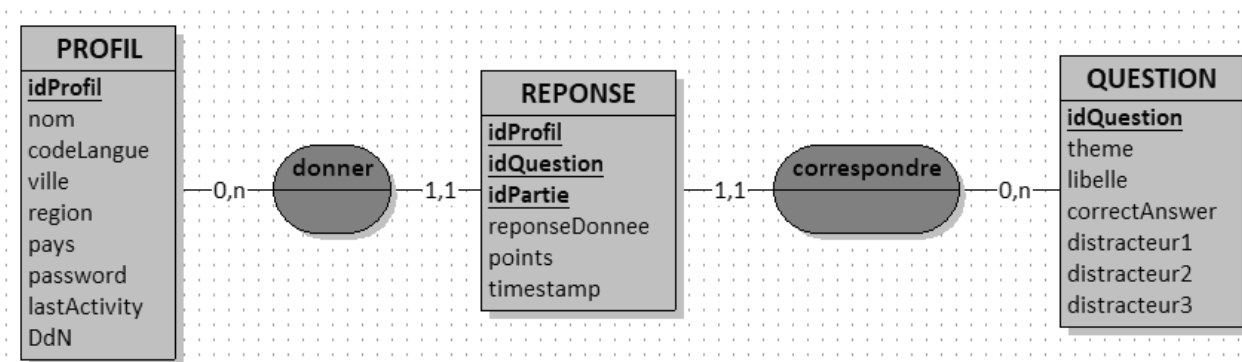 PROFIL
idProfil
nom
codeLangue
ville
region
pays
password
lastActivity
DdN
0,n
donner
1,1
REPONSE
idProfil
idQuestion
idPartie
reponseDonnee
points
timestamp
1,1
correspondre
0,n
QUESTION
idQuestion
theme
libelle
correctAnswer
distracteur1
distracteur2
distracteur3